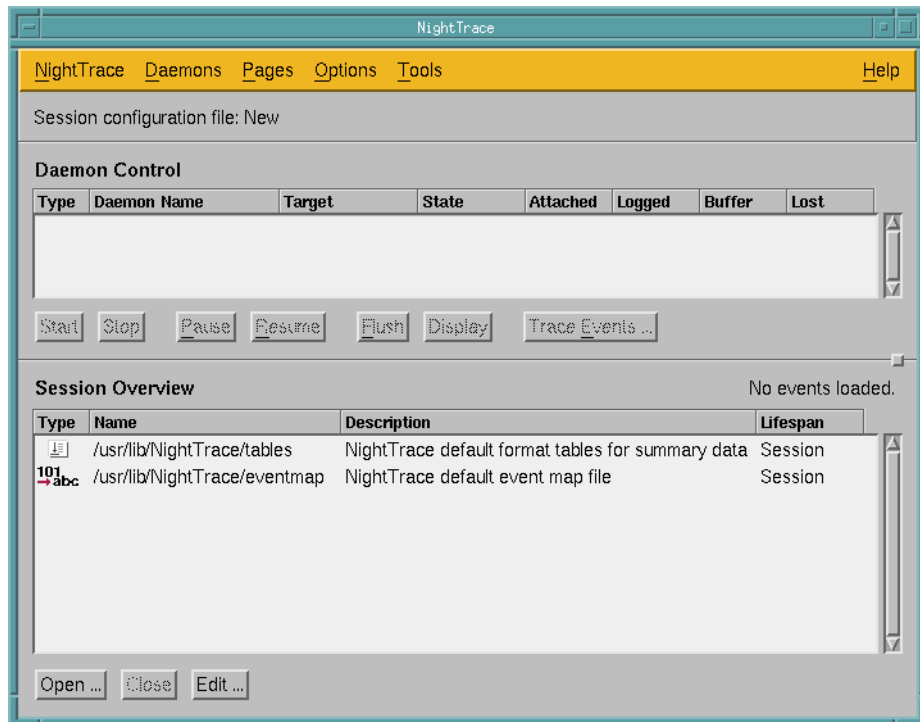 NightTrace
NightTrace Daemons Pages Options Tools Help
Session configuration file: New
Daemon Control
Type Daemon Name Target State Attached Logged Buffer Lost
Start Stop Pause Resume Flush Display Trace Events ...
Session Overview No events loaded.
Type Name Description Lifespan
/usr/lib/NightTrace/tables NightTrace default format tables for summary data Session
101 abc /usr/lib/NightTrace/eventmap NightTrace default event map file Session
Open ... Close Edit ...